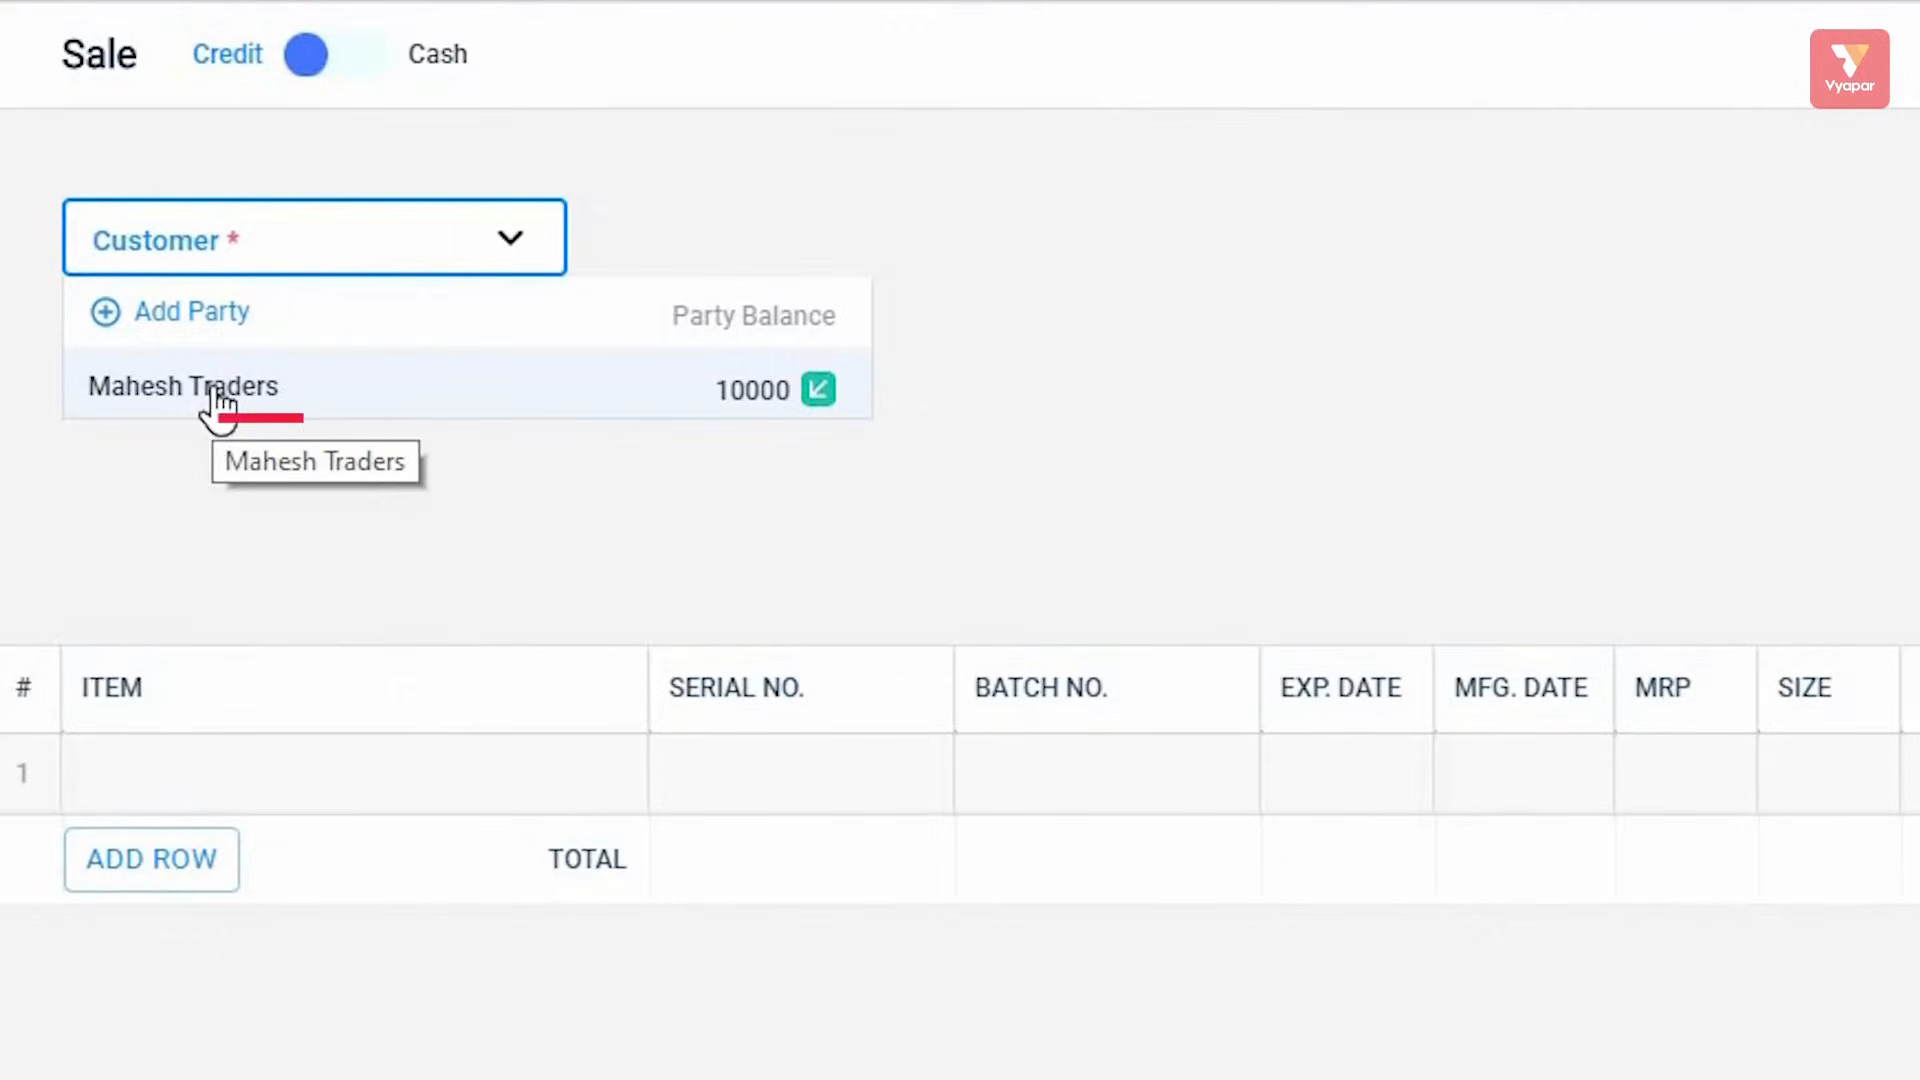 Sale Credit Cash
Vyapar
Customer *
Add Party Party Balance
Mahesh Traders 10000
Mahesh Traders
# ITEM SERIAL NO. BATCH NO. EXP. DATE MFG. DATE MRP SIZE
1
ADD ROW TOTAL